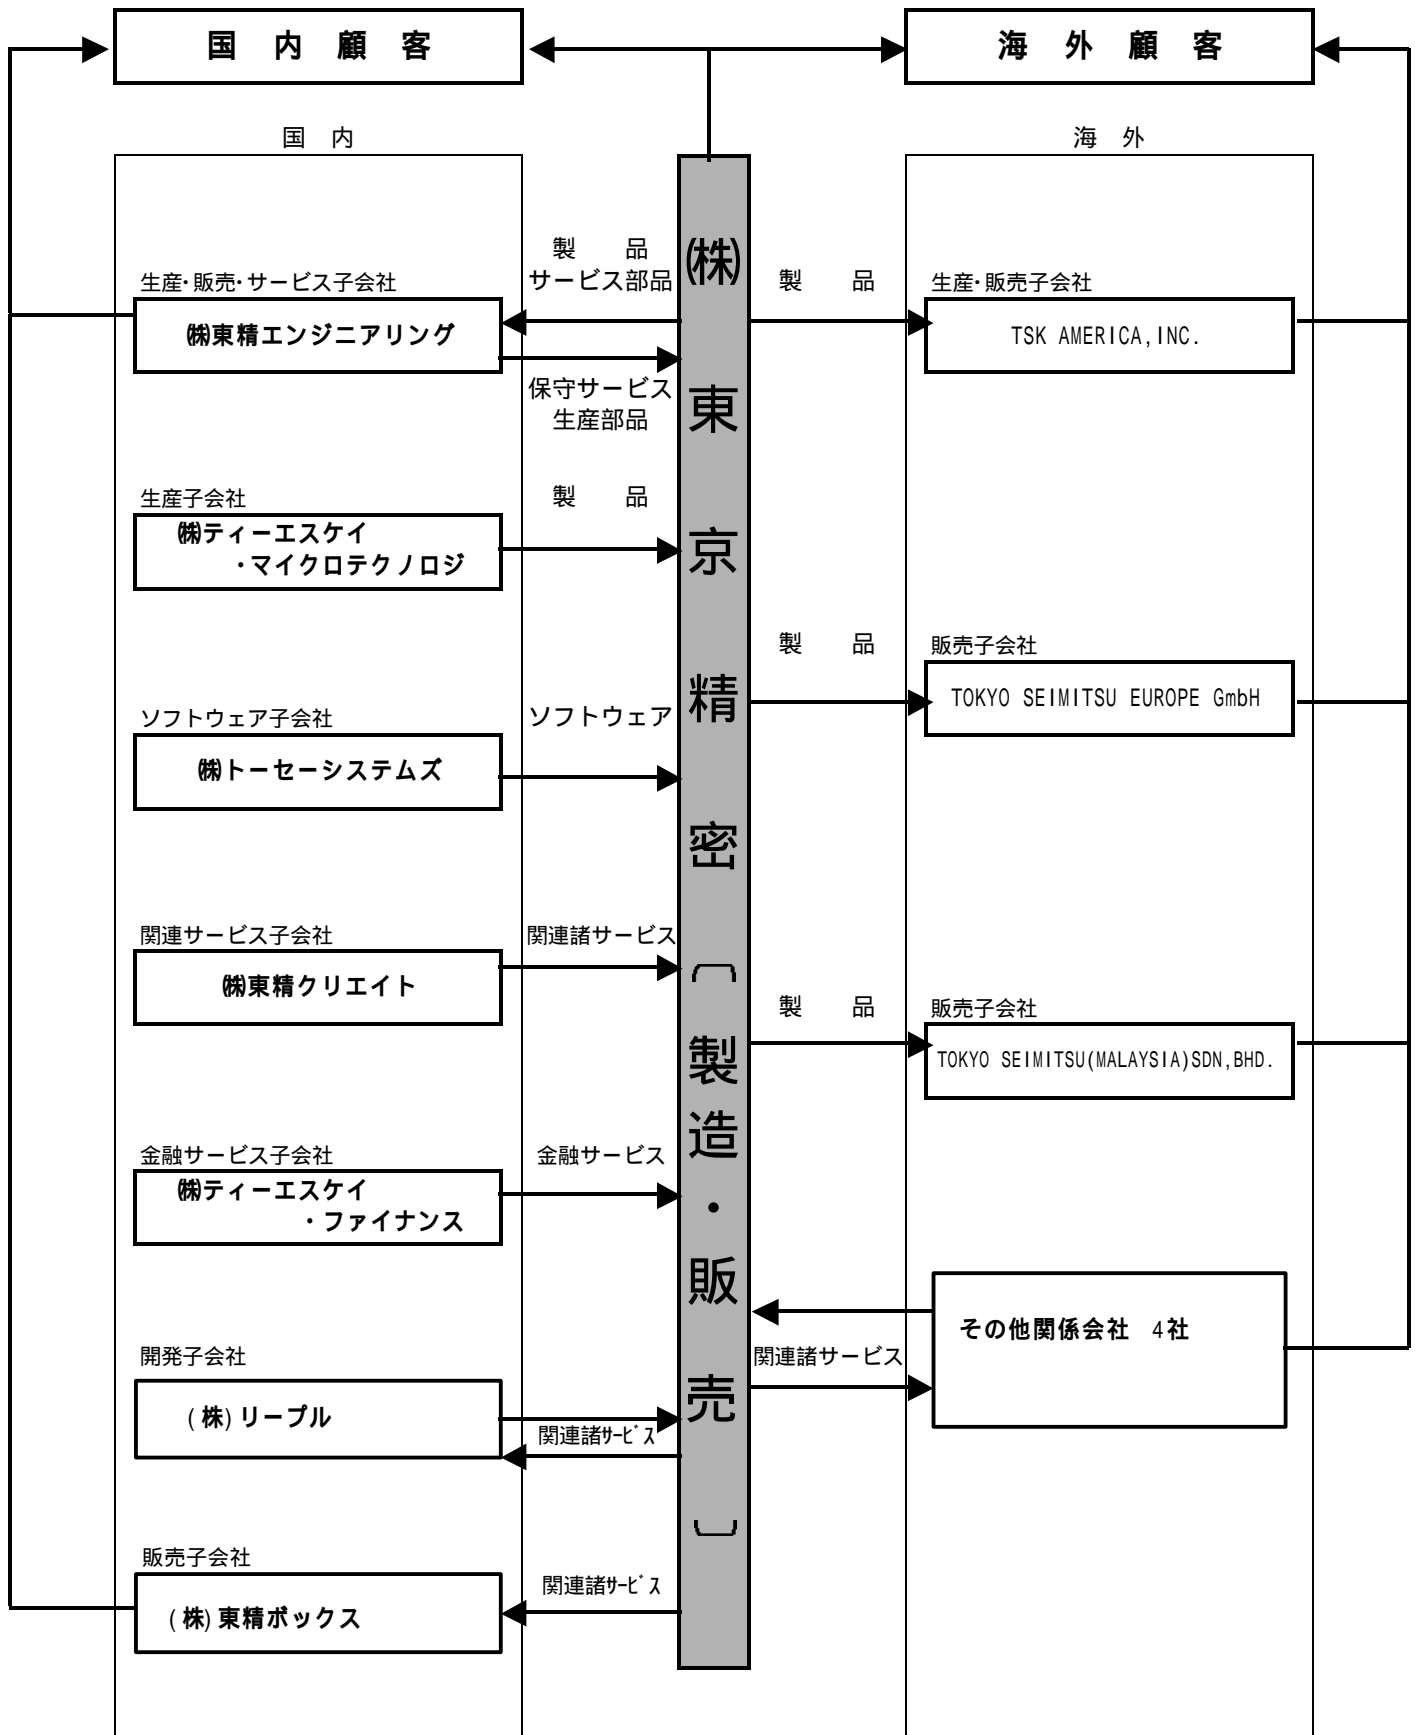 国 内 顧 客
海 外 顧 客
国 内
海 外
㈱東京精密〔製造・販売〕
生産・販売・サービス子会社
㈱東精エンジニアリング
製 品
サービス部品
保守サービス
生産部品
生産子会社
㈱ティーエスケイ
・マイクロテクノロジ
製 品
ソフトウェア子会社
㈱トーセーシステムズ
ソフトウェア
関連サービス子会社
㈱東精クリエイト
関連諸サービス
金融サービス子会社
㈱ティーエスケイ
・ファイナンス
金融サービス
開発子会社
(株)リープル
関連諸ｻｰﾋﾞｽ
販売子会社
(株)東精ボックス
関連諸ｻｰﾋﾞｽ
製 品
生産・販売子会社
TSK AMERICA,INC.
製 品
販売子会社
TOKYO SEIMITSU EUROPE GmbH
製 品
販売子会社
TOKYO SEIMITSU(MALAYSIA)SDN,BHD.
その他関係会社 4社
関連諸サービス